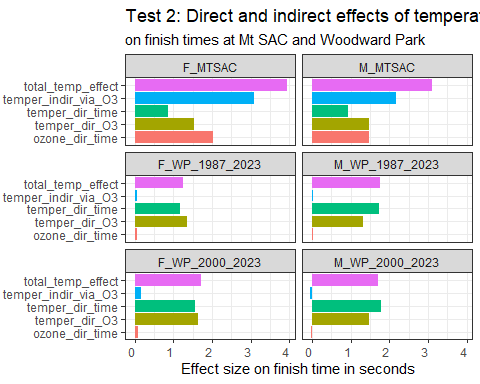 Test 2: Direct and indirect effects of tempera
on finish times at Mt SAC and Woodward Park
F_MTSAC M_MTSAC
total_temp_effect
temper_indir_via_O3
temper_dir_time
temper_dir_O3
ozone_dir_time
F_WP_1987_2023 M_WP_1987_2023
total_temp_effect
temper_indir_via_O3
temper_dir_time
temper_dir_O3
ozone_dir_time
F_WP_2000_2023 M_WP_2000_2023
total_temp_effect
temper_indir_via_O3
temper_dir_time
temper_dir_O3
ozone_dir_time
0 1 2 3 4 0 1 2 3 4
Effect size on finish time in seconds